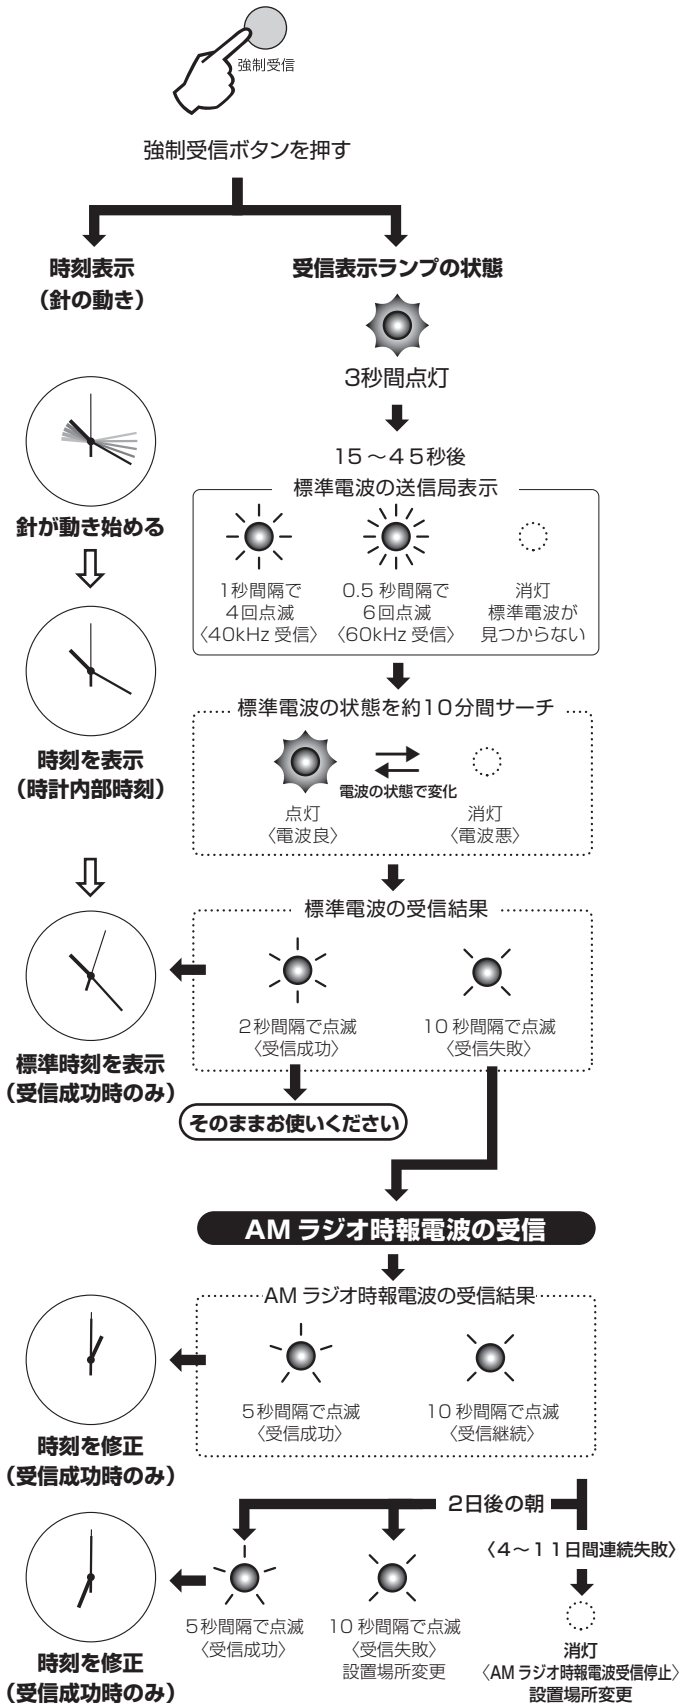 強制受信
強制受信ボタンを押す
時刻表示
(針の動き)
受信表示ランプの状態
3秒間点灯
15～45秒後
標準電波の送信局表示
1秒間隔で
4回点滅
〈40kHz 受信〉
0.5 秒間隔で
6回点滅
〈60kHz 受信〉
消灯
標準電波が
見つからない
針が動き始める
標準電波の状態を約10分間サーチ
電波の状態で変化
点灯
〈電波良〉
消灯
〈電波悪〉
時刻を表示
(時計内部時刻)
標準電波の受信結果
2秒間隔で点滅
〈受信成功〉
10 秒間隔で点滅
〈受信失敗〉
標準時刻を表示
(受信成功時のみ)
そのままお使いください
AM ラジオ時報電波の受信
AM ラジオ時報電波の受信結果
5秒間隔で点滅
〈受信成功〉
10 秒間隔で点滅
〈受信継続〉
時刻を修正
(受信成功時のみ)
2日後の朝
〈4～11日間連続失敗〉
5秒間隔で点滅
〈受信成功〉
10 秒間隔で点滅
〈受信失敗〉
設置場所変更
消灯
〈AM ラジオ時報電波受信停止〉
設置場所変更
時刻を修正
(受信成功時のみ)